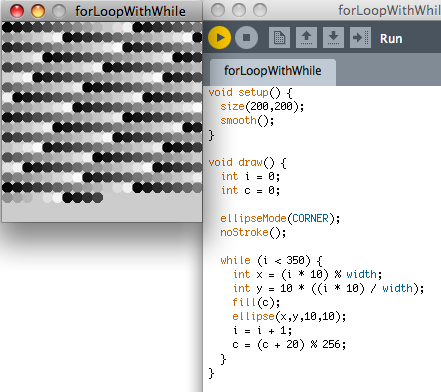 forLoopWithWhile
forLoopWithWhile
Run
forLoopWithWhile
void setup() {
  size(200,200);
  smooth();
}
void draw() {
  int i = 0;
  int c = 0;
  ellipseMode(CORNER);
  noStroke();
  while (i < 350) {
    int x = (i * 10) % width;
    int y = 10 * ((i * 10) / width);
    fill(c);
    ellipse(x,y,10,10);
    i = i + 1;
    c = (c + 20) % 256;
  }
}